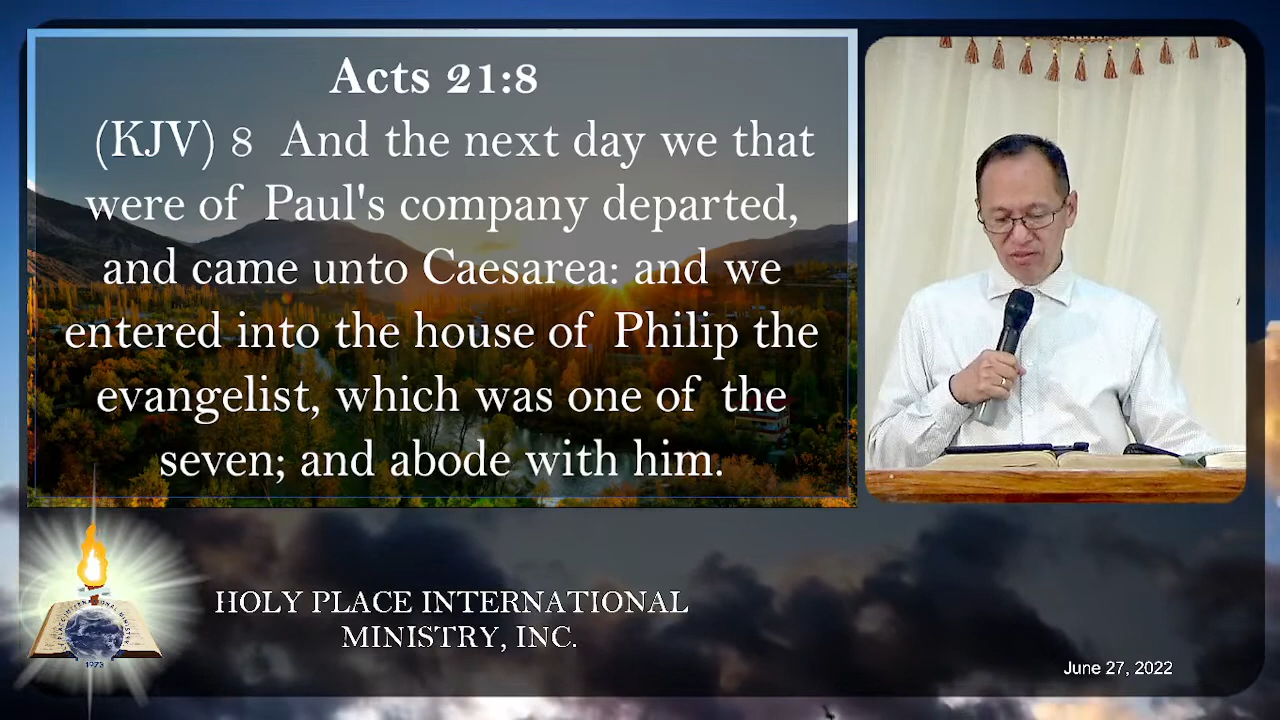 Acts 21:8
(KJV) 8 And the next day we that
were of Paul's company departed,
and came unto Caesarea: and we
entered into the house of Philip the
evangelist, which was one of the
seven; and abode with him.
1973
HOLY PLACE INTERNATIONAL
MINISTRY, INC.
June 27, 2022